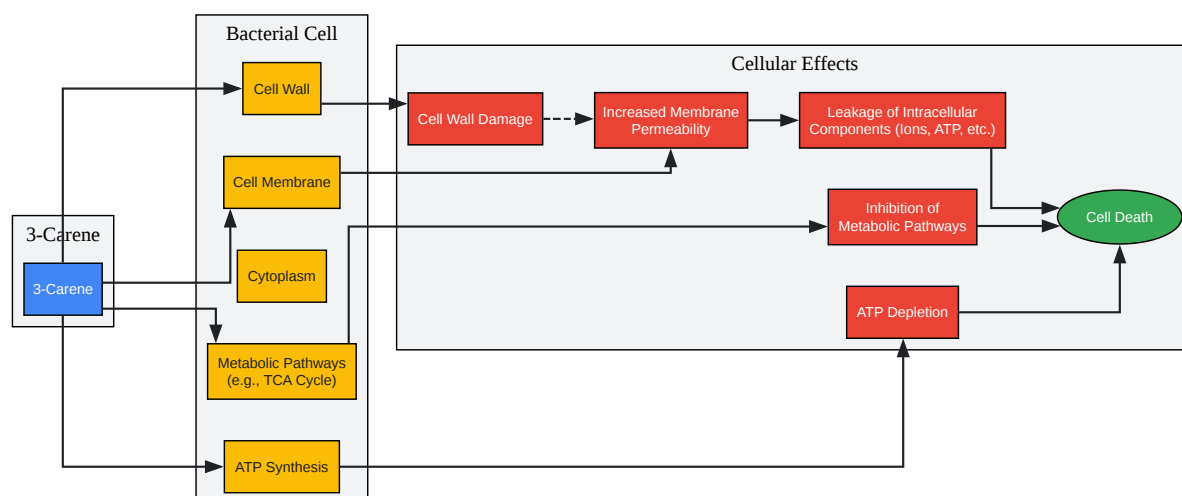 Bacterial Cell
Cellular Effects
Cell Wall
Cell Wall Damage
Increased Membrane
Permeability
Leakage of Intracellular
Components (Ions, ATP, etc.)
Cell Membrane
Inhibition of
Metabolic Pathways
Cell Death
3-Carene
3-Carene
Cytoplasm
ATP Depletion
Metabolic Pathways
(e.g., TCA Cycle)
ATP Synthesis